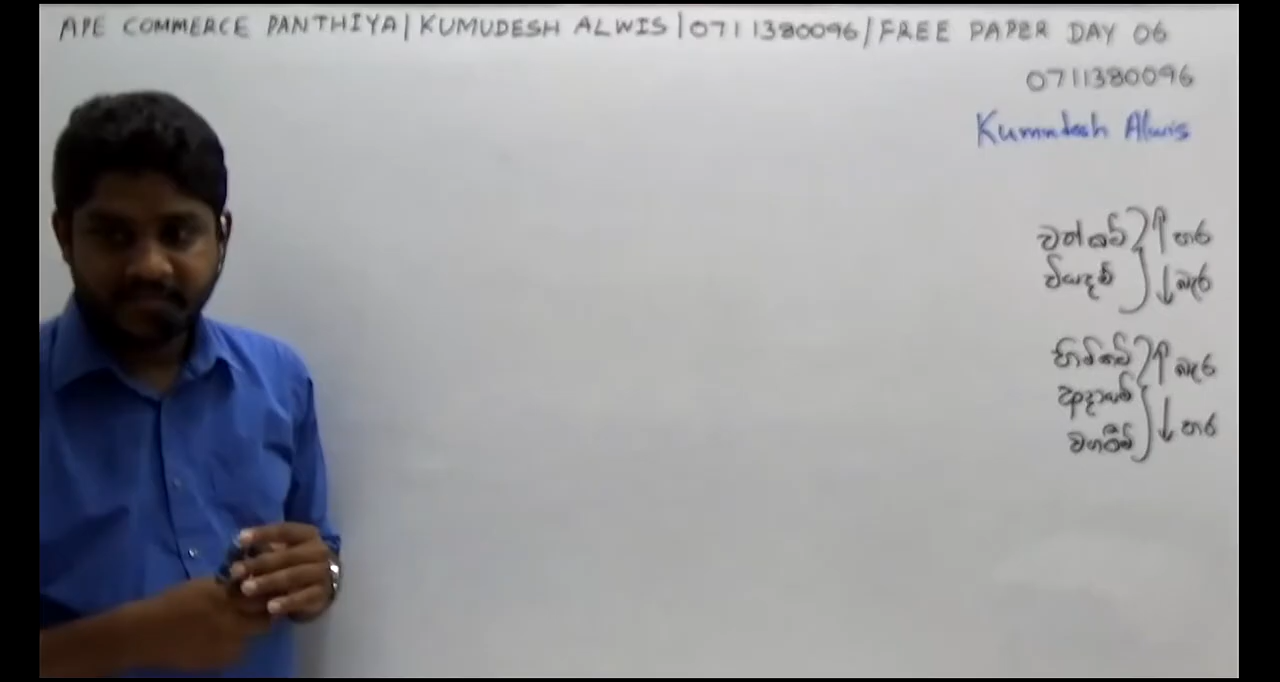 APE COMMERCE PANTHIYA|KUMUDESH ALWIS|0711380096/FREE PAPER DAY 06
0711380096
Kumudesh Alwis
වත්කම් ↑ හර
වියදම් ↓ බැර
හිමිකම් ↑ බැර
ආදායම්
වගකීම් ↓ හර